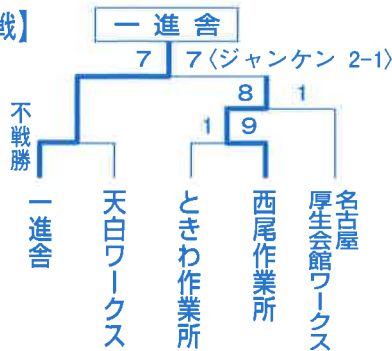 戦】
一進舎
7 7〈ジャンケン 2-1〉
8 1
不戦勝
1 9
一進舎
天白ワークス
ときわ作業所
西尾作業所
名古屋
厚生会館ワークス